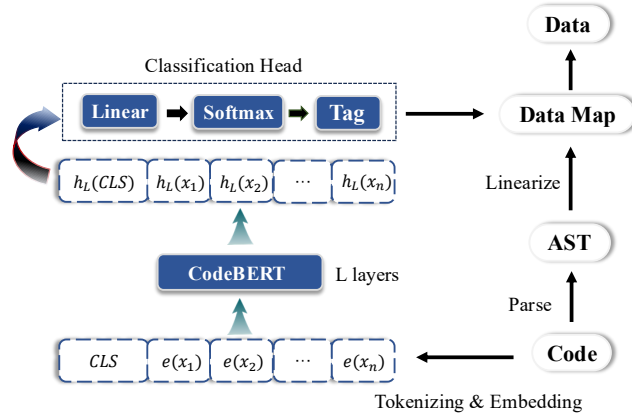 Data
Classification Head
Linear
Softmax
Tag
Data Map
h_L(CLS) h_L(x_1) h_L(x_2) ... h_L(x_n)
Linearize
AST
CodeBERT
L layers
Parse
CLS e(x_1) e(x_2) ... e(x_n)
Code
Tokenizing & Embedding